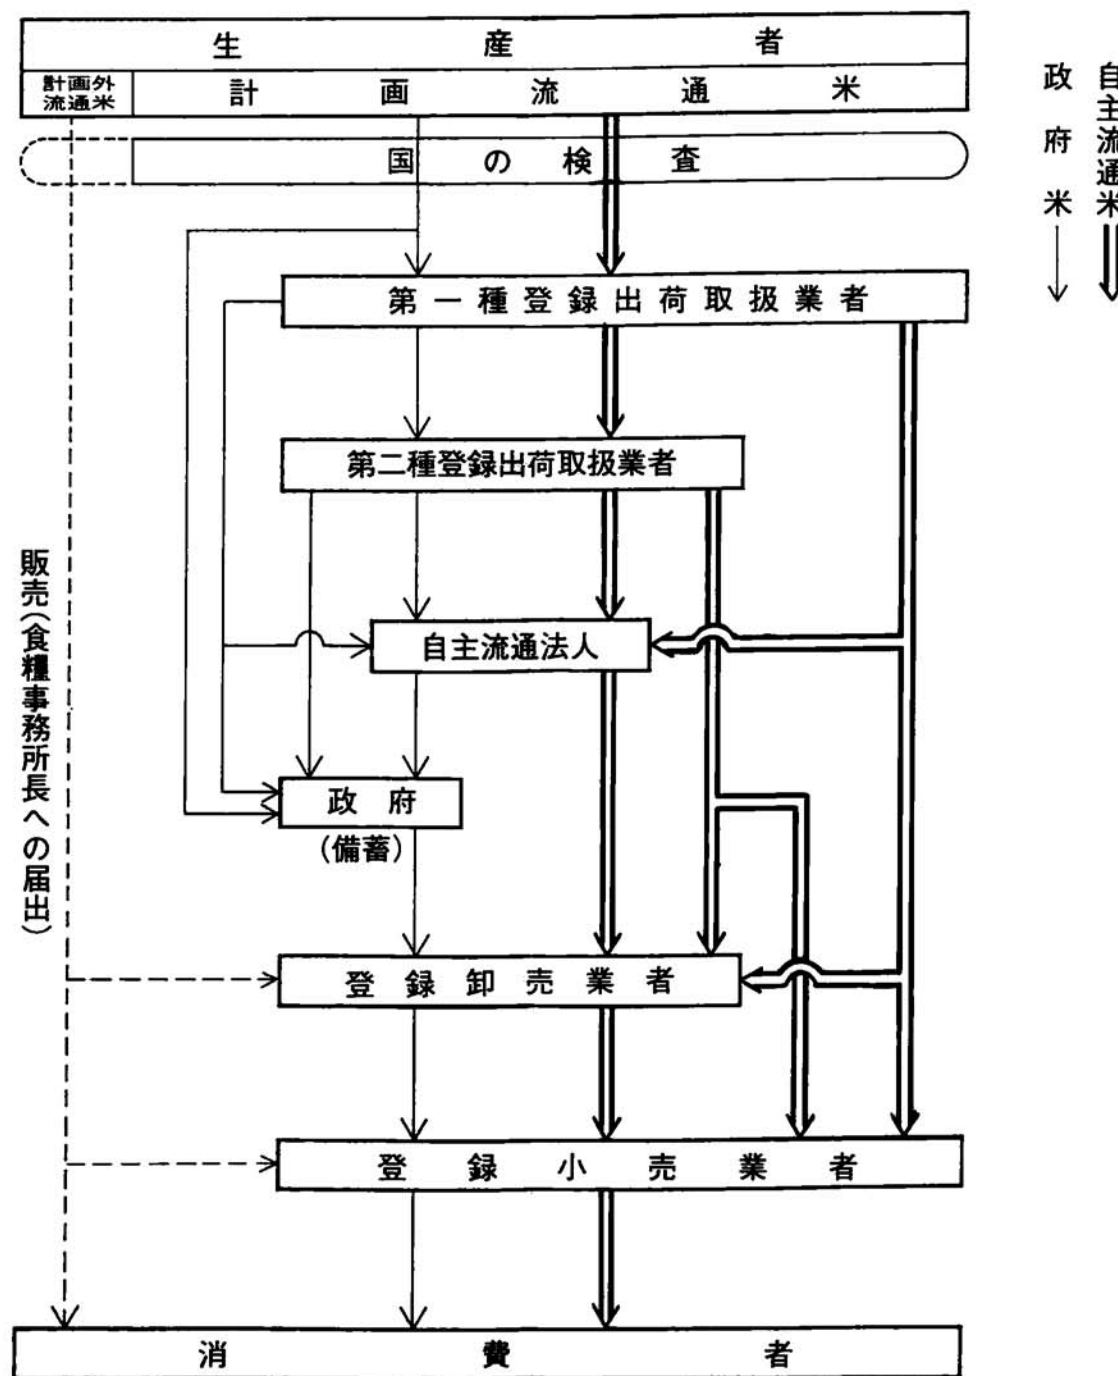 生産者
計画外
流通米
計画流通米
国の検査
第一種登録出荷取扱業者
第二種登録出荷取扱業者
自主流通法人
政府
(備蓄)
登録卸売業者
登録小売業者
消費者
販売(食糧事務所長への届出)
自主流通米
政府米